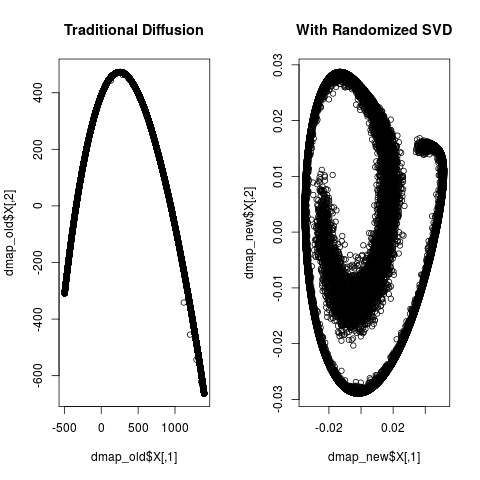 Traditional Diffusion
400
200
0
-200
-400
-600
dmap_old$X[,2]
-500 0 500 1000
dmap_old$X[,1]
With Randomized SVD
0.03
0.02
0.01
0.00
-0.01
-0.02
-0.03
dmap_new$X[,2]
-0.02 0.02
dmap_new$X[,1]